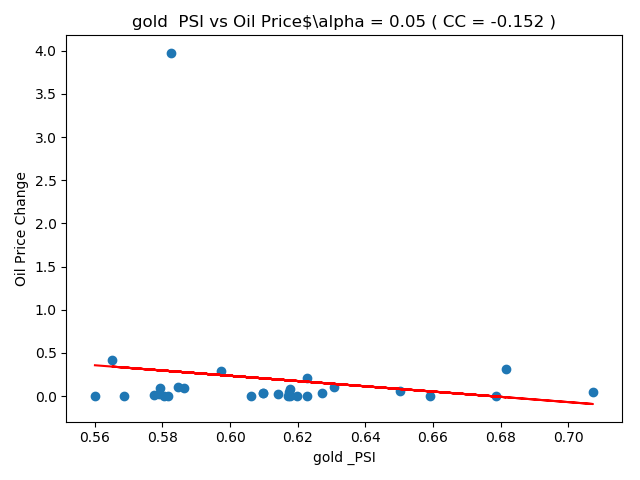 gold  PSI vs Oil Price$\alpha = 0.05 ( CC = -0.152 )
4.0
3.5
3.0
2.5
2.0
1.5
1.0
0.5
0.0
Oil Price Change
0.56 0.58 0.60 0.62 0.64 0.66 0.68 0.70
gold _PSI